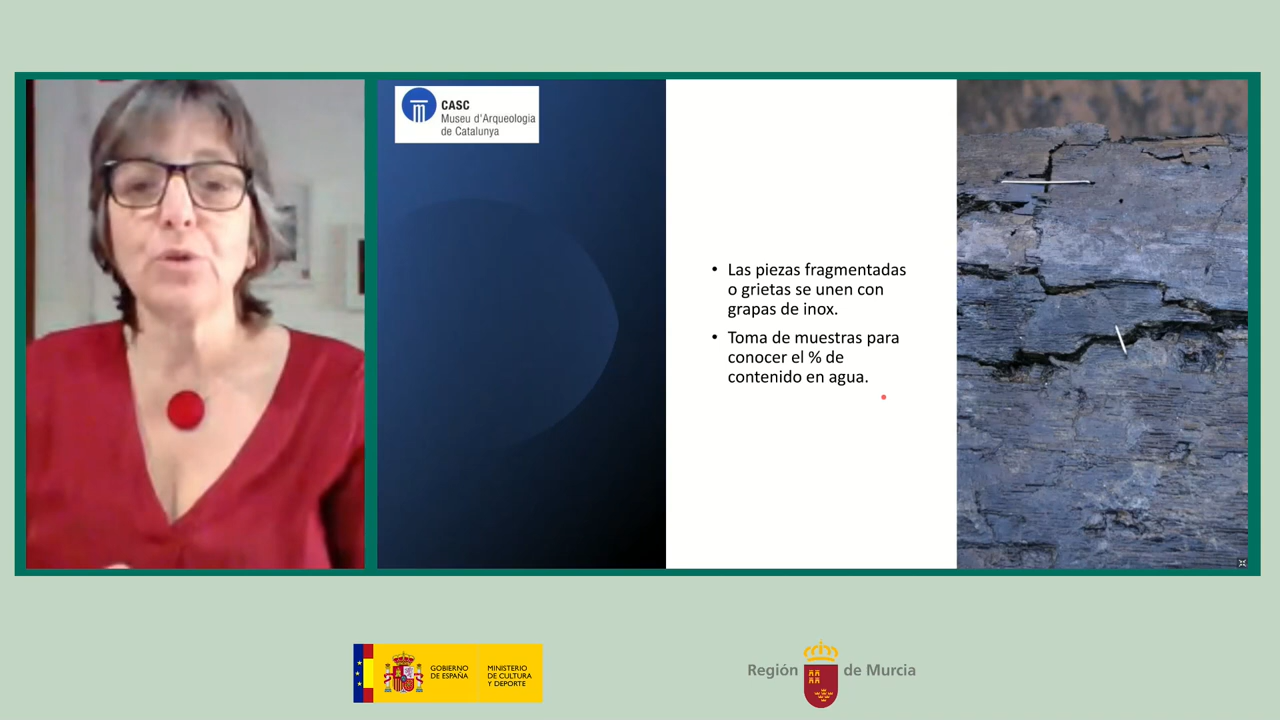 CASC
Museu d'Arqueologia
de Catalunya
• Las piezas fragmentadas
o grietas se unen con
grapas de inox.
• Toma de muestras para
conocer el % de
contenido en agua.
GOBIERNO
DE ESPAÑA
MINISTERIO
DE CULTURA
Y DEPORTE
Región de Murcia